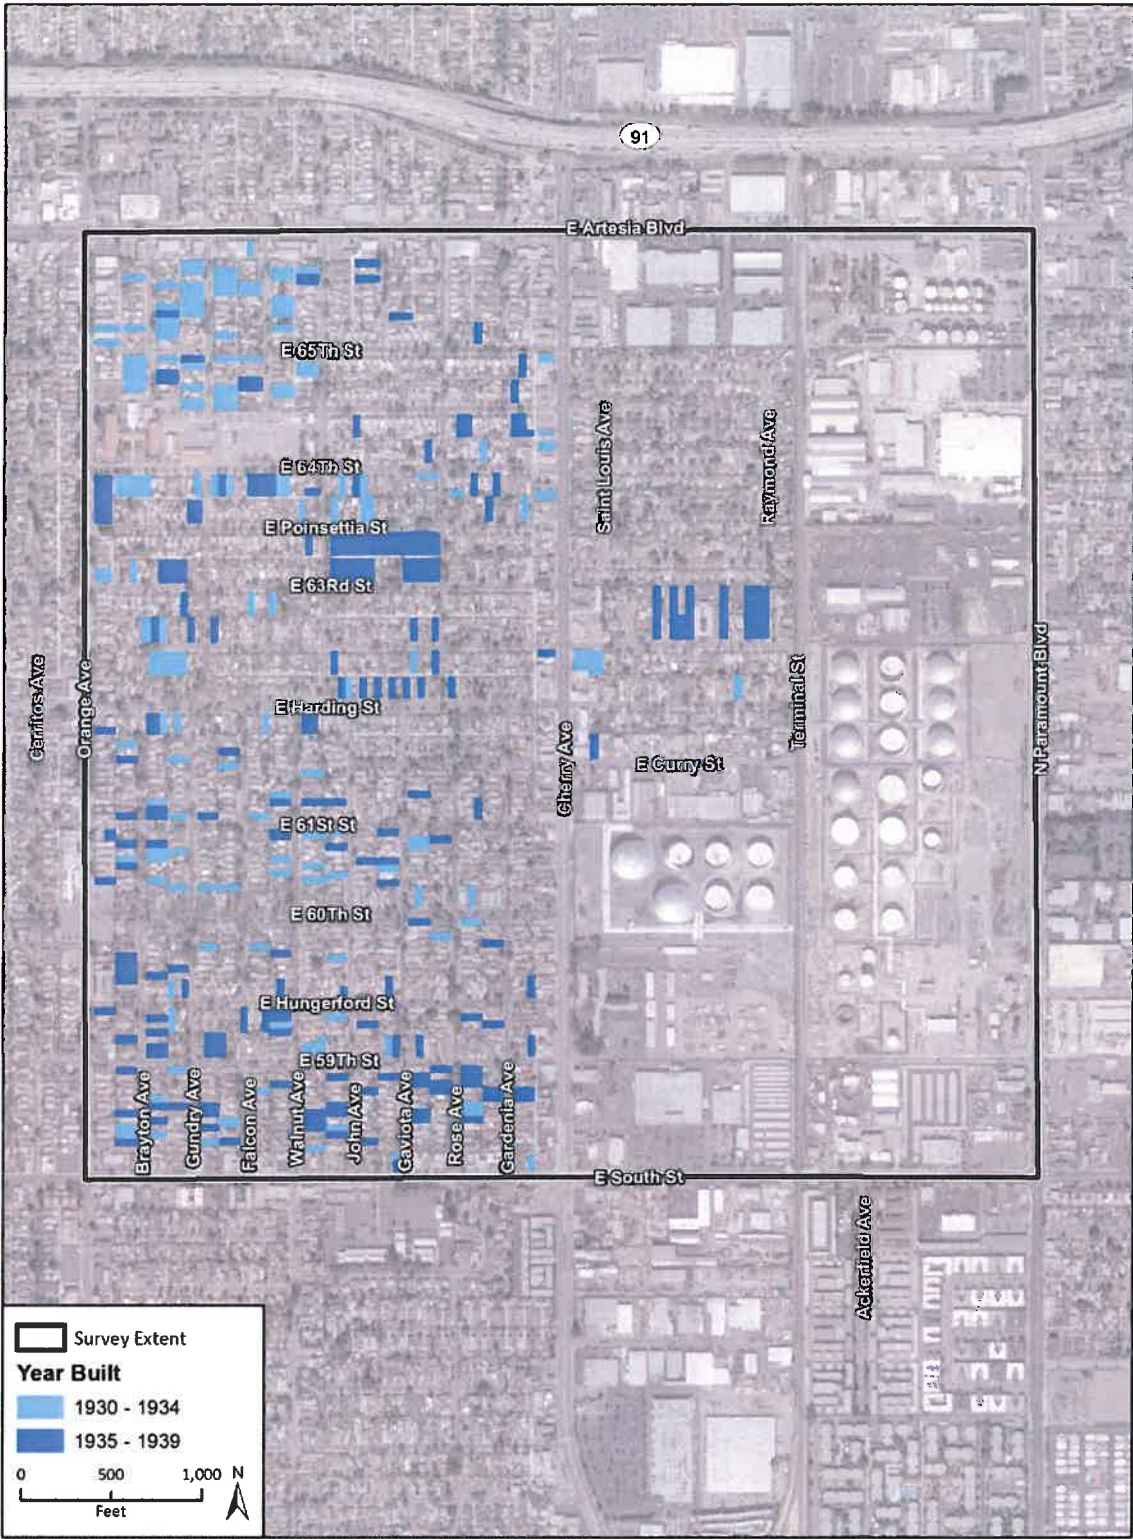 91
E Artesia Blvd
E 65Th St
Saint Louis Ave
Raymond Ave
E 64Th St
E Poinsettia St
E 63Rd St
Cerritos Ave
Orange Ave
N Paramount Blvd
Terminal St
E Harding St
Cherry Ave
E Curry St
E 61St St
E 60Th St
E Hungerford St
E 59Th St
Brayton Ave
Gundry Ave
Falcon Ave
Walnut Ave
John Ave
Gaviota Ave
Rose Ave
Gardenia Ave
E South St
Ackerfield Ave
Survey Extent
Year Built
1930 - 1934
1935 - 1939
0 500 1,000 N
Feet